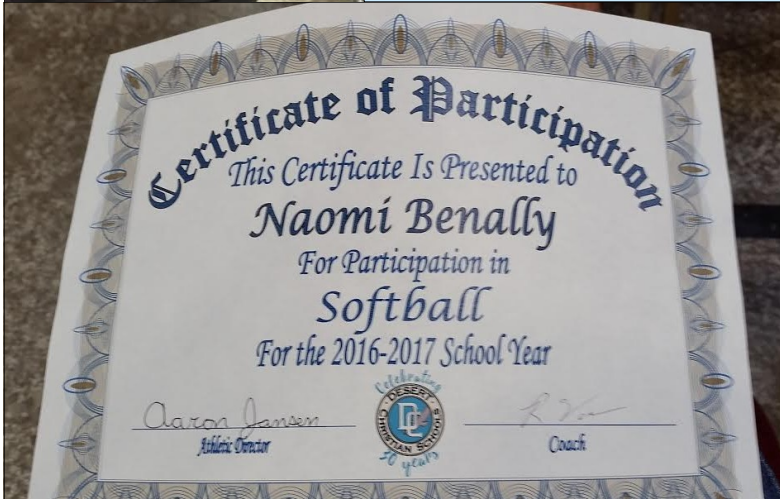 Certificate of Participation
This Certificate Is Presented to
Naomi Benally
For Participation in
Softball
For the 2016-2017 School Year
Aaron Jansen
Athletic Director
Celebrating
DESERT
DC
CHRISTIAN SCHOOLS
50 years
Coach